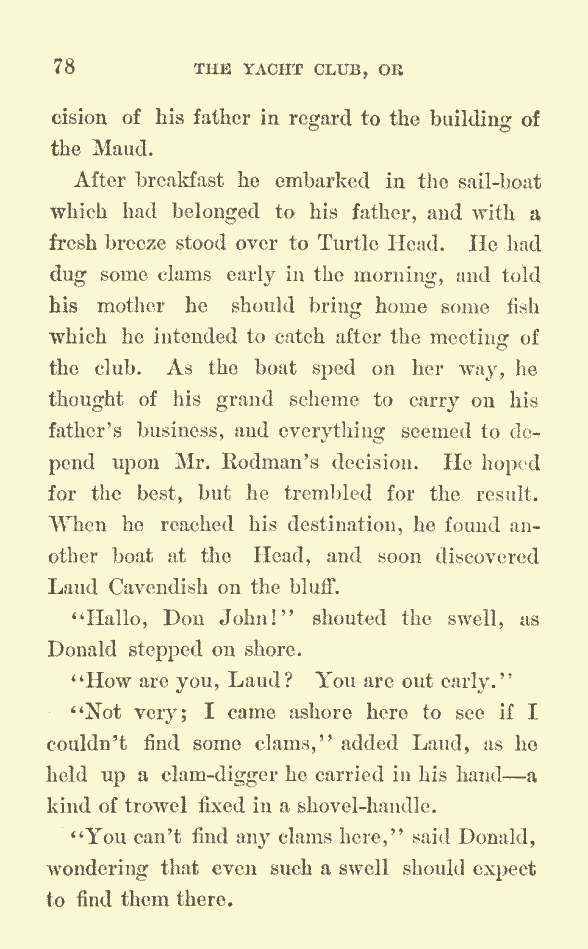 78 THE YACHT CLUB, OR
cision of his father in regard to the building of
the Maud.
After breakfast he embarked in the sail-boat
which had belonged to his father, and with a
fresh breeze stood over to Turtle Head. He had
dug some clams early in the morning, and told
his mother he should bring home some fish
which he intended to catch after the meeting of
the club. As the boat sped on her way, he
thought of his grand scheme to carry on his
father's business, and everything seemed to de-
pend upon Mr. Rodman's decision. He hoped
for the best, but he trembled for the result.
When he reached his destination, he found an-
other boat at the Head, and soon discovered
Laud Cavendish on the bluff.
"Hallo, Don John!" shouted the swell, as
Donald stepped on shore.
"How are you, Laud? You are out early."
"Not very; I came ashore here to see if I
couldn't find some clams," added Laud, as he
held up a clam-digger he carried in his hand—a
kind of trowel fixed in a shovel-handle.
"You can't find any clams here," said Donald,
wondering that even such a swell should expect
to find them there.